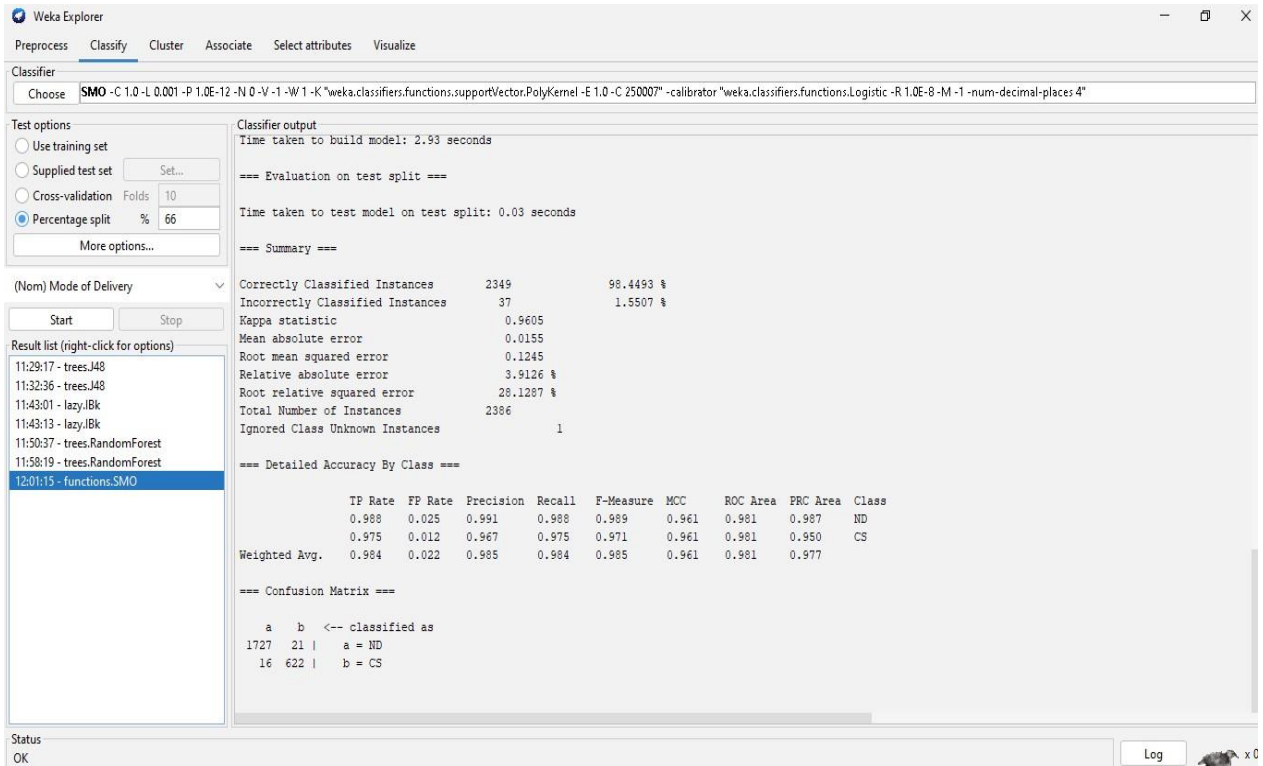 Weka Explorer
Preprocess Classify Cluster Associate Select attributes Visualize
Classifier
Choose SMO -C 1.0 -L 0.001 -P 1.0E-12 -N 0 -V -1 -W 1 -K "weka.classifiers.functions.supportVector.PolyKernel -E 1.0 -C 250007" -calibrator "weka.classifiers.functions.Logistic -R 1.0E-8 -M -1 -num-decimal-places 4"
Test options
Use training set
Supplied test set Set...
Cross-validation Folds 10
Percentage split % 66
More options...
(Nom) Mode of Delivery
Start Stop
Result list (right-click for options)
11:29:17 - trees.J48
11:32:36 - trees.J48
11:43:01 - lazy.IBk
11:43:13 - lazy.IBk
11:50:37 - trees.RandomForest
11:58:19 - trees.RandomForest
12:01:15 - functions.SMO
Classifier output
Time taken to build model: 2.93 seconds
=== Evaluation on test split ===
Time taken to test model on test split: 0.03 seconds
=== Summary ===
Correctly Classified Instances 2349 98.4493 %
Incorrectly Classified Instances 37 1.5507 %
Kappa statistic 0.9605
Mean absolute error 0.0155
Root mean squared error 0.1245
Relative absolute error 3.9126 %
Root relative squared error 28.1287 %
Total Number of Instances 2386
Ignored Class Unknown Instances 1
=== Detailed Accuracy By Class ===
TP Rate FP Rate Precision Recall F-Measure MCC ROC Area PRC Area Class
0.988 0.025 0.991 0.988 0.989 0.961 0.981 0.987 ND
0.975 0.012 0.967 0.975 0.971 0.961 0.981 0.950 CS
Weighted Avg. 0.984 0.022 0.985 0.984 0.985 0.961 0.981 0.977
=== Confusion Matrix ===
a b <-- classified as
1727 21 | a = ND
16 622 | b = CS
Status
OK
Log x 0